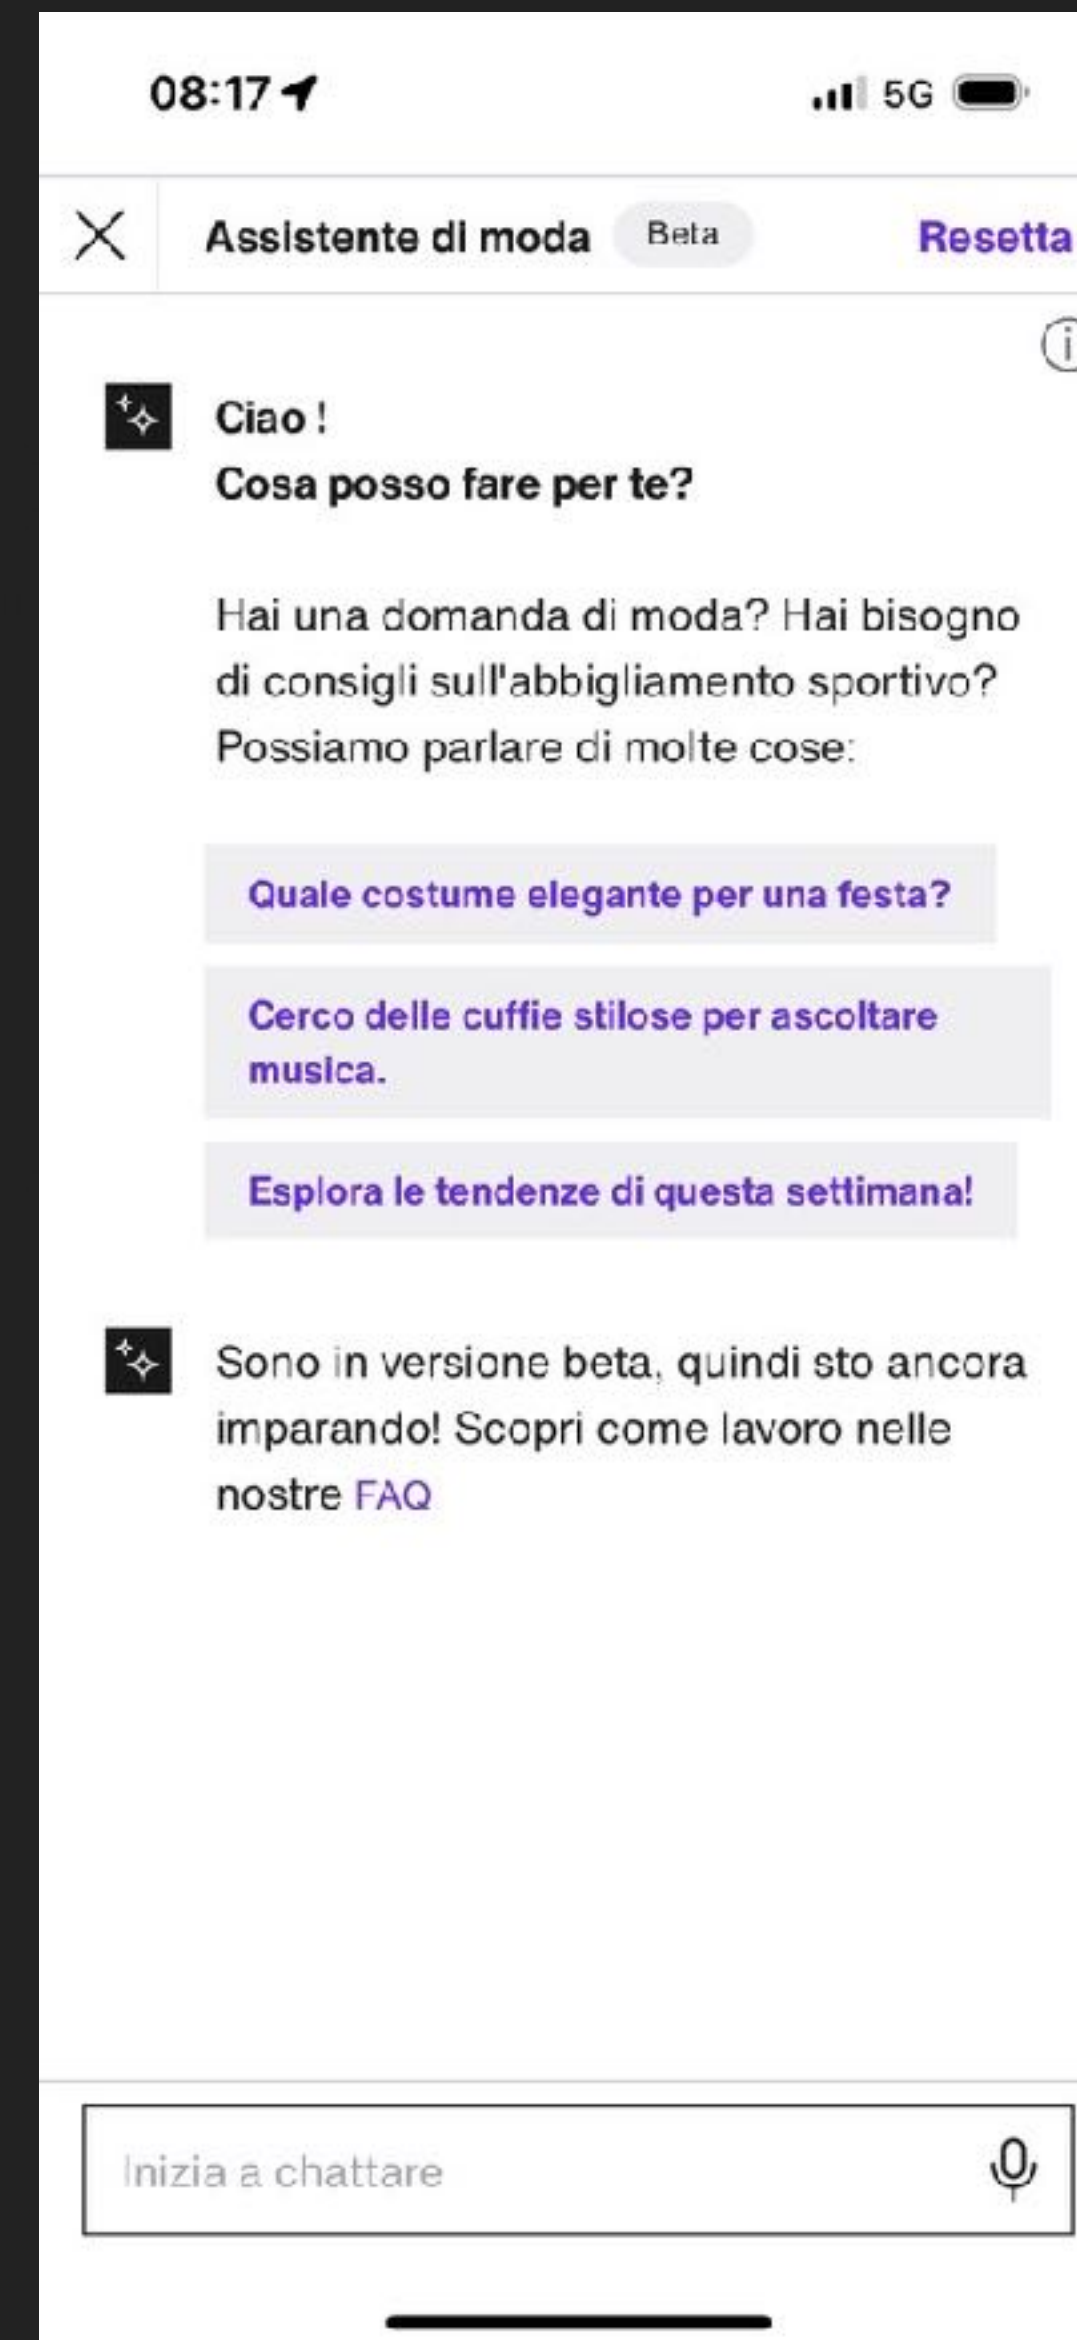 08:17
5G
Assistente di moda
Beta
Resetta
Ciao !
Cosa posso fare per te?
Hai una domanda di moda? Hai bisogno
di consigli sull'abbigliamento sportivo?
Possiamo parlare di molte cose:
Quale costume elegante per una festa?
Cerco delle cuffie stilose per ascoltare
musica.
Esplora le tendenze di questa settimana!
Sono in versione beta, quindi sto ancora
imparando! Scopri come lavoro nelle
nostre FAQ
Inizia a chattare